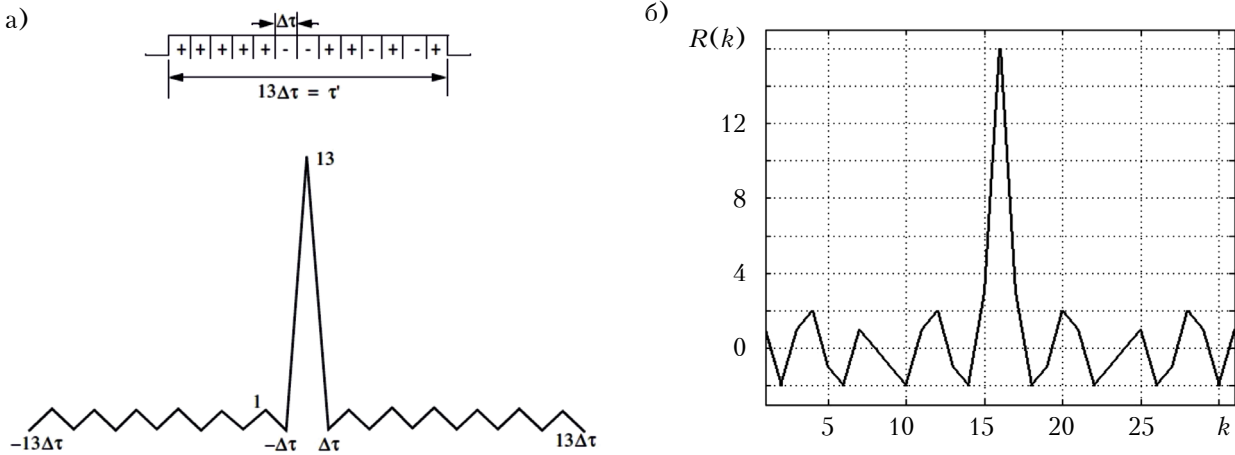 а)
Δτ
+ + + + + - - + + - + - +
13Δτ = τ'
13
1
-13Δτ
-Δτ
Δτ
13Δτ
б)
R(k)
12
8
4
0
5
10
15
20
25
k